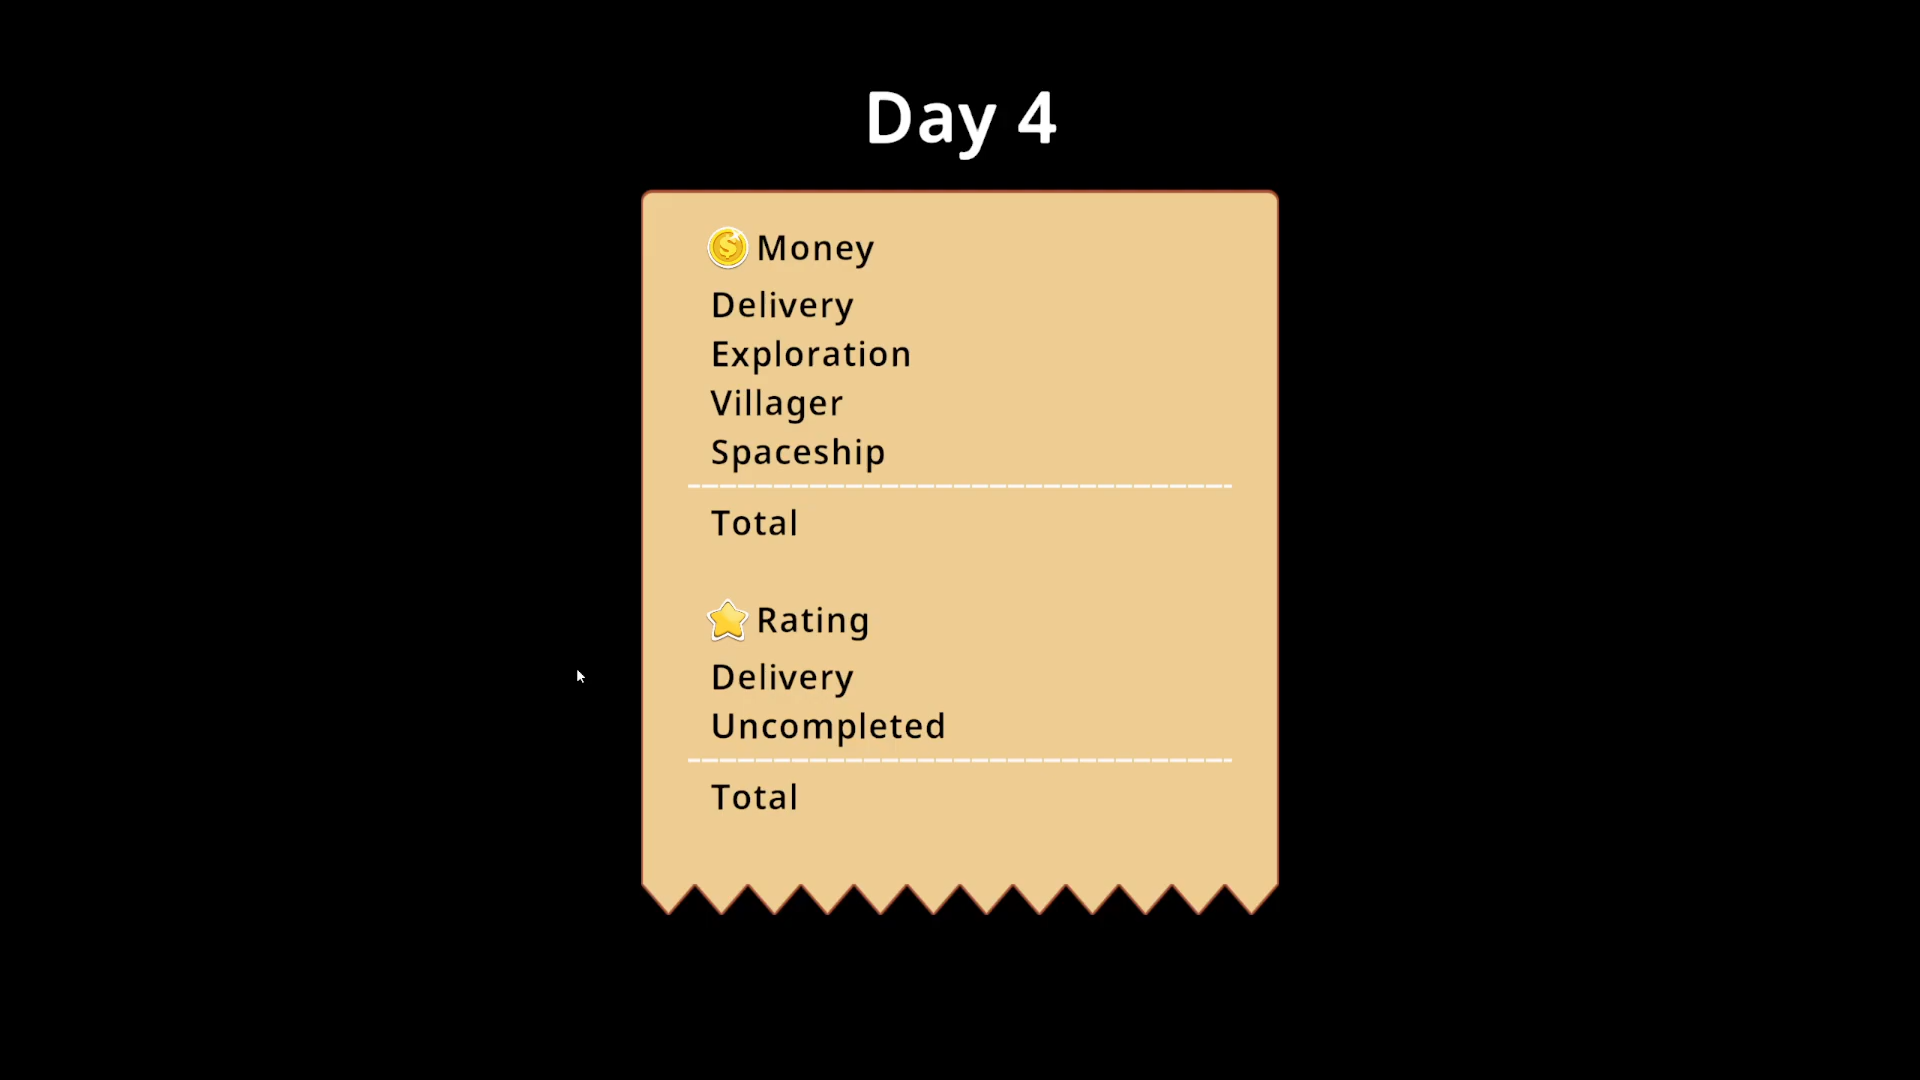 Day 4
Money
Delivery
Exploration
Villager
Spaceship
Total
Rating
Delivery
Uncompleted
Total